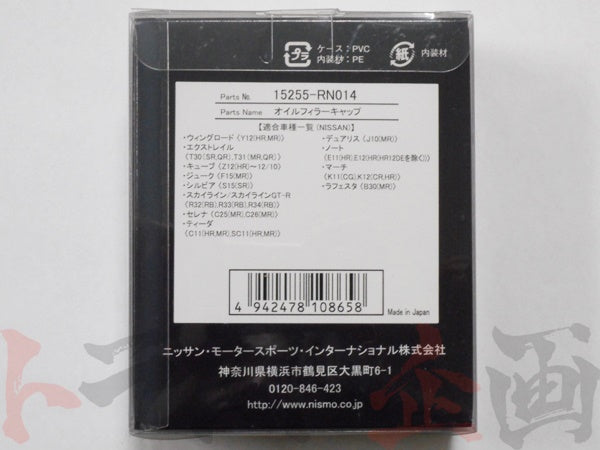 プラ
ケース:PVC
内装材:PE
紙
内装材
Parts No. 15255-RN014
Parts Name オイルフィラーキャップ
【適合車種一覧(NISSAN)】
・ウィングロード〈Y12(HR,MR)〉
・エクストレイル
〈T30(SR,QR),T31(MR,QR)〉
・キューブ〈Z12(HR)~12/10〉
・ジューク〈F15(MR)〉
・シルビア〈S15(SR)〉
・スカイライン/スカイラインGT-R
〈R32(RB),R33(RB),R34(RB)〉
・セレナ〈C25(MR),C26(MR)〉
・ティーダ
〈C11(HR,MR),SC11(HR,MR)〉
・デュアリス〈J10(MR)〉
・ノート
〈E11(HR),E12(HR(HR12DEを除く))〉
・マーチ
〈K11(CG),K12(CR,HR)〉
・ラフェスタ〈B30(MR)〉
4 942478 108658
Made in Japan
ニッサン・モータースポーツ・インターナショナル株式会社
神奈川県横浜市鶴見区大黒町6-1
0120-846-423
http://www.nismo.co.jp